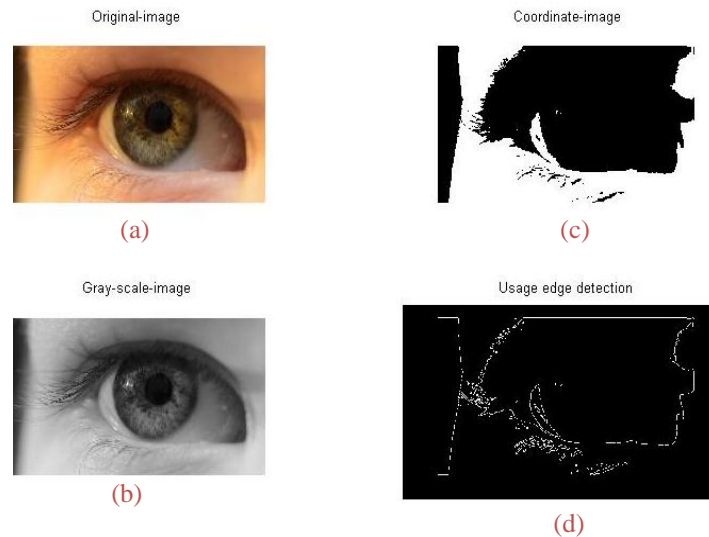 Original-image
Coordinate-image
(a)
(c)
Gray-scale-image
Usage edge detection
(b)
(d)